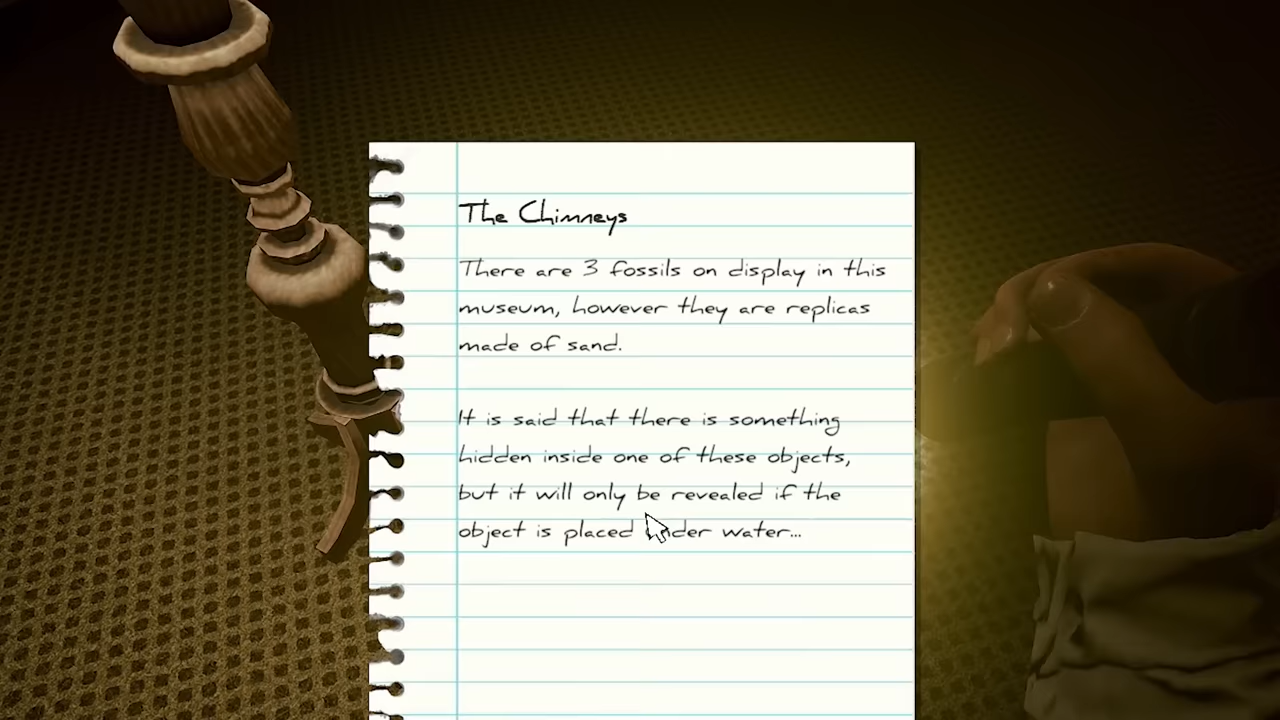 The Chimneys
There are 3 fossils on display in this
museum, however they are replicas
made of sand.
It is said that there is something
hidden inside one of these objects,
but it will only be revealed if the
object is placed under water...